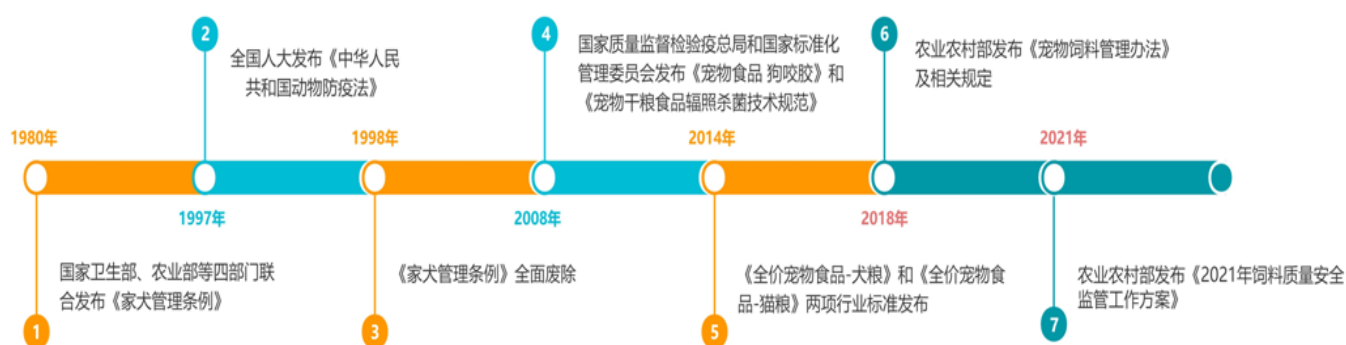 2
全国人大发布《中华人民
共和国动物防疫法》
4
国家质量监督检验疫总局和国家标准化
管理委员会发布《宠物食品 狗咬胶》和
《宠物干粮食品辐照杀菌技术规范》
6
农业农村部发布《宠物饲料管理办法》
及相关规定
1980年
1998年
2014年
2021年
1997年
2008年
2018年
国家卫生部、农业部等四部门联
合发布《家犬管理条例》
1
《家犬管理条例》全面废除
3
《全价宠物食品-犬粮》和《全价宠物食
品-猫粮》两项行业标准发布
5
农业农村部发布《2021年饲料质量安全
监管工作方案》
7